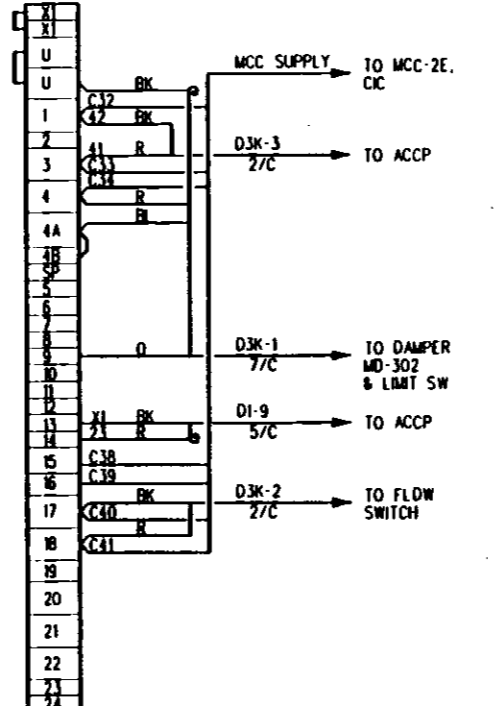 X1
X1
U
U
BK
C32
1
42 BK
2
41 R
3
C33
C34
4
R
BL
4A
4B
SP
5
6
7
8
9
O
10
11
12
13
X1 BK
14
23 R
15
C38
16
C39
BK
17
C40
R
18
C41
19
20
21
22
23
24
MCC SUPPLY
TO MCC-2E,
CIC
D3K-3
2/C
TO ACCP
D3K-1
7/C
TO DAMPER
MD-302
& LIMIT SW
D1-9
5/C
TO ACCP
D3K-2
2/C
TO FLOW
SWITCH